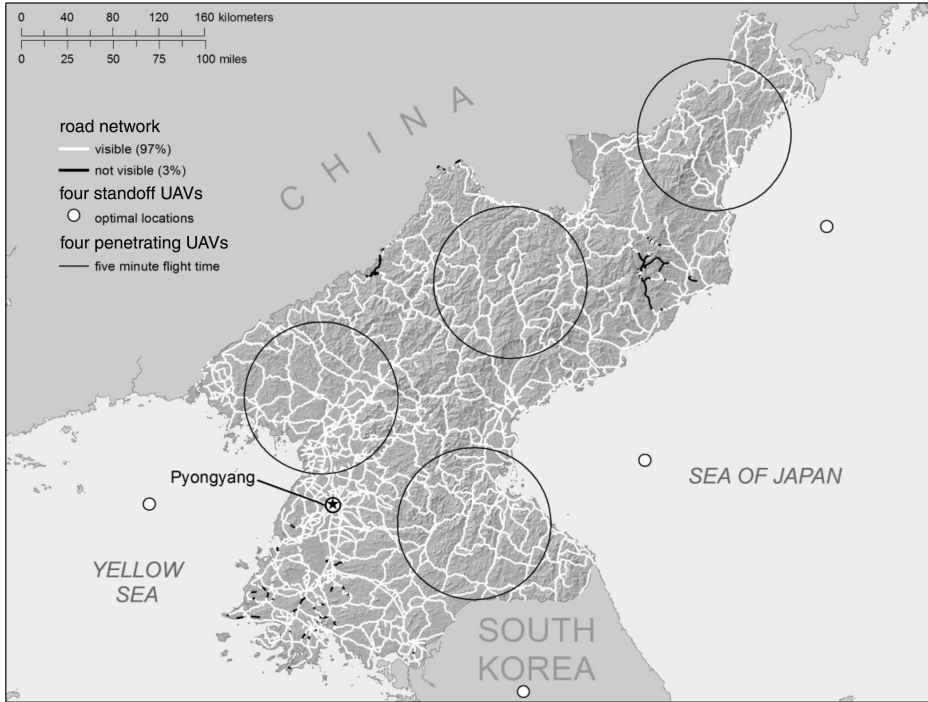 0 40 80 120 160 kilometers
0 25 50 75 100 miles
road network
visible (97%)
not visible (3%)
four standoff UAVs
optimal locations
four penetrating UAVs
five minute flight time
CHINA
Pyongyang
SEA OF JAPAN
YELLOW
SEA
SOUTH
KOREA